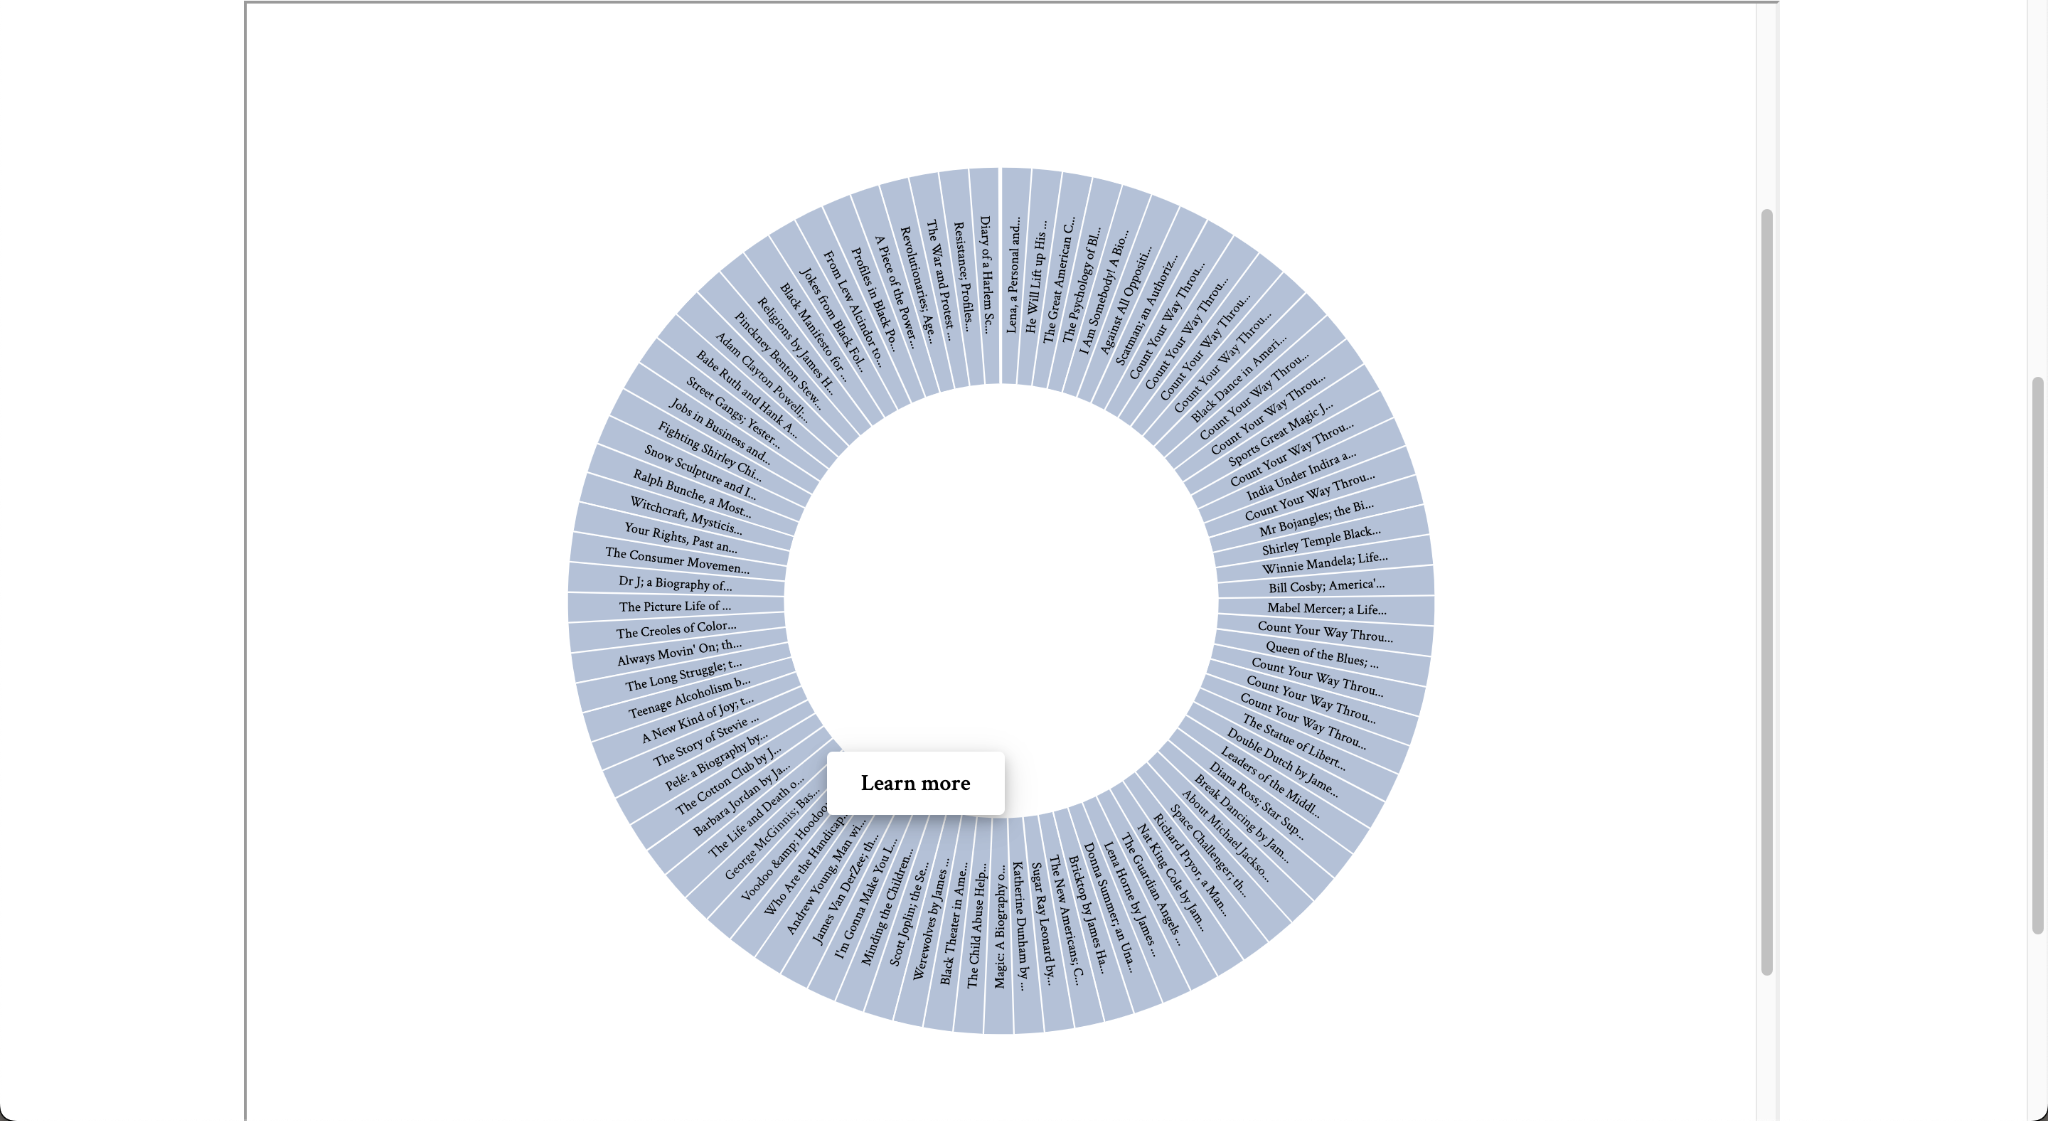 Lena, a Personal and...
He Will Lift up His ...
The Great American C...
The Psychology of Bl...
I Am Somebody! A Bio...
Against All Oppositi...
Scatman; an Authoriz...
Count Your Way Throu...
Count Your Way Throu...
Count Your Way Throu...
Count Your Way Throu...
Black Dance in Ameri...
Count Your Way Throu...
Count Your Way Throu...
Sports Great Magic J...
Count Your Way Throu...
India Under Indira a...
Count Your Way Throu...
Mr Bojangles; the Bi...
Shirley Temple Black...
Winnie Mandela; Life...
Bill Cosby; America'...
Mabel Mercer; a Life...
Count Your Way Throu...
Queen of the Blues; ...
Count Your Way Throu...
Count Your Way Throu...
Count Your Way Throu...
The Statue of Libert...
Double Dutch by Jame...
Leaders of the Middl...
Diana Ross; Star Sup...
Break Dancing by Jam...
About Michael Jackso...
Space Challenger; th...
Richard Pryor, a Man...
Nat King Cole by Jam...
The Guardian Angels ...
Lena Horne by James ...
Donna Summer; an Una...
Bricktop by James Ha...
The New Americans; C...
Sugar Ray Leonard by...
Katherine Dunham by ...
Magic: A Biography o...
The Child Abuse Help...
Black Theater in Ame...
Werewolves by James ...
Scott Joplin; the Se...
Minding the Children...
I'm Gonna Make You L...
James Van DerZee; th...
Andrew Young, Man wi...
Who Are the Handicap...
Voodoo &amp; Hoodoo
George McGinnis; Bas...
The Life and Death o...
Barbara Jordan by Ja...
The Cotton Club by J...
Pelé: a Biography by...
The Story of Stevie ...
A New Kind of Joy; t...
Teenage Alcoholism b...
The Long Struggle; t...
Always Movin' On; th...
The Creoles of Color...
The Picture Life of ...
Dr J; a Biography of...
The Consumer Movemen...
Your Rights, Past an...
Witchcraft, Mysticis...
Ralph Bunche, a Most...
Snow Sculpture and I...
Fighting Shirley Chi...
Jobs in Business and...
Street Gangs; Yester...
Babe Ruth and Hank A...
Adam Clayton Powell;...
Pinckney Benton Stew...
Religions by James H...
Black Manifesto for ...
Jokes from Black Fol...
From Lew Alcindor to...
Profiles in Black Po...
A Piece of the Power...
Revolutionaries; Age...
The War and Protest ...
Resistance; Profiles...
Diary of a Harlem Sc...
Learn more